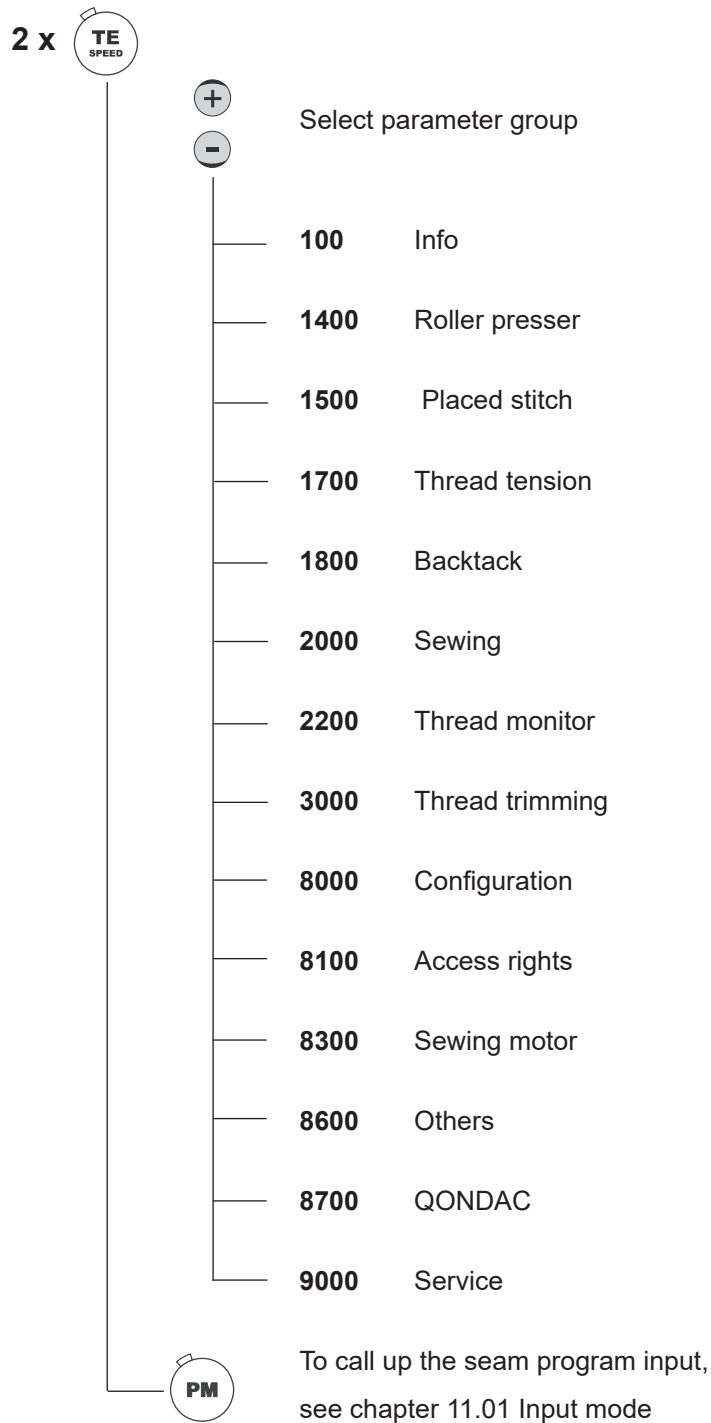 2 x TE
SPEED
+
Select parameter group
-
100 Info
1400 Roller presser
1500 Placed stitch
1700 Thread tension
1800 Backtack
2000 Sewing
2200 Thread monitor
3000 Thread trimming
8000 Configuration
8100 Access rights
8300 Sewing motor
8600 Others
8700 QONDAC
9000 Service
To call up the seam program input,
PM
see chapter 11.01 Input mode